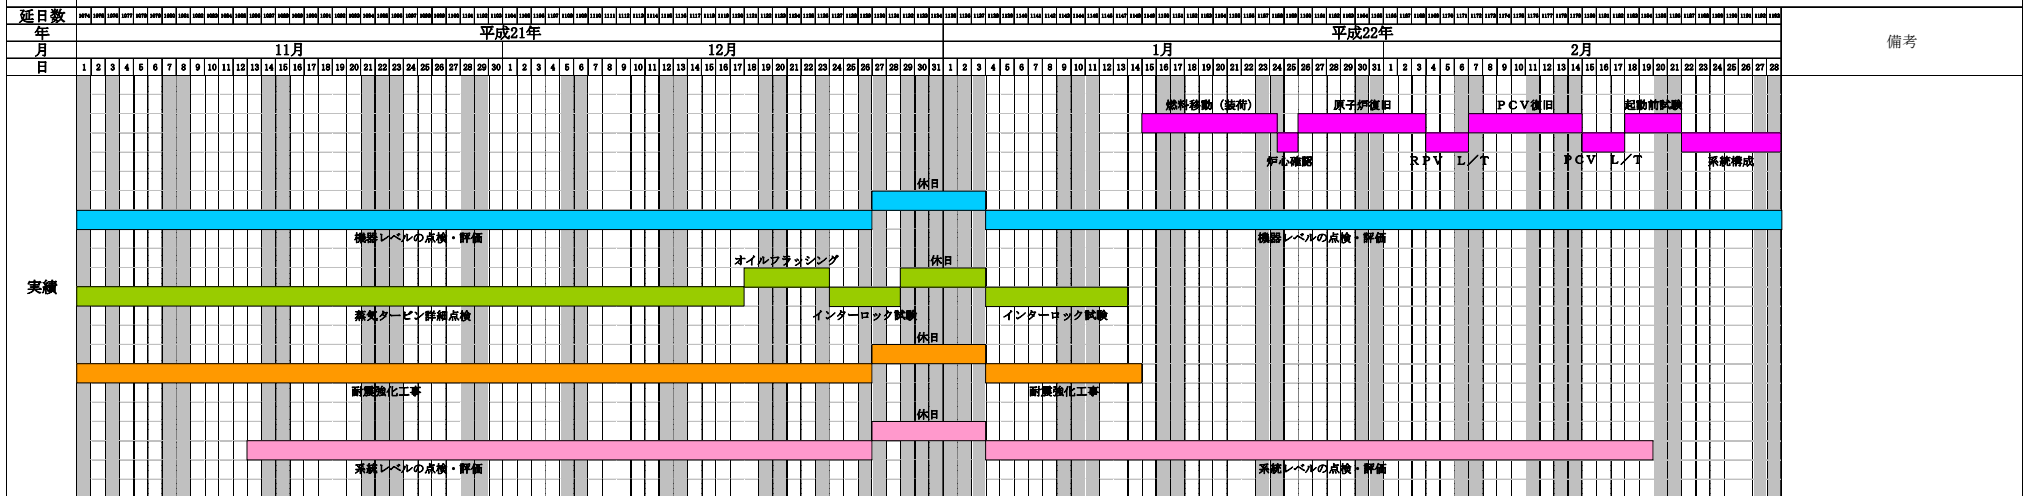 延日数
年 平成21年 平成22年 備考
月 11月 12月 1月 2月
日 1 2 3 4 5 6 7 8 9 10 11 12 13 14 15 16 17 18 19 20 21 22 23 24 25 26 27 28 29 30 1 2 3 4 5 6 7 8 9 10 11 12 13 14 15 16 17 18 19 20 21 22 23 24 25 26 27 28 29 30 31 1 2 3 4 5 6 7 8 9 10 11 12 13 14 15 16 17 18 19 20 21 22 23 24 25 26 27 28 29 30 31 1 2 3 4 5 6 7 8 9 10 11 12 13 14 15 16 17 18 19 20 21 22 23 24 25 26 27 28
燃料移動（装荷） 原子炉復旧 ＰＣＶ復旧 起動前試験
炉心確認 ＲＰＶ　Ｌ／Ｔ ＰＣＶ　Ｌ／Ｔ 系統構成
休日
機器レベルの点検・評価 機器レベルの点検・評価
オイルフラッシング 休日
実績
蒸気タービン詳細点検 インターロック試験 インターロック試験
休日
耐震強化工事 耐震強化工事
休日
系統レベルの点検・評価 系統レベルの点検・評価